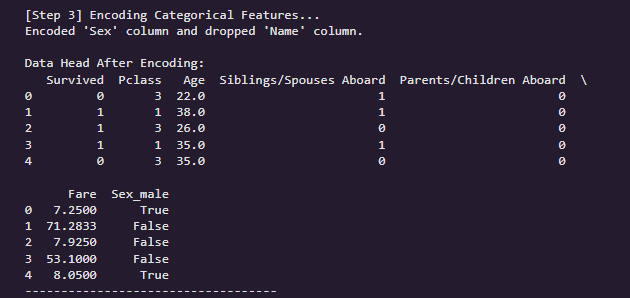 [Step 3] Encoding Categorical Features...
Encoded 'Sex' column and dropped 'Name' column.
Data Head After Encoding:
   Survived  Pclass   Age  Siblings/Spouses Aboard  Parents/Children Aboard  \
0         0       3  22.0                        1                        0
1         1       1  38.0                        1                        0
2         1       3  26.0                        0                        0
3         1       1  35.0                        1                        0
4         0       3  35.0                        0                        0
      Fare  Sex_male
0   7.2500      True
1  71.2833     False
2   7.9250     False
3  53.1000     False
4   8.0500      True
-----------------------------------